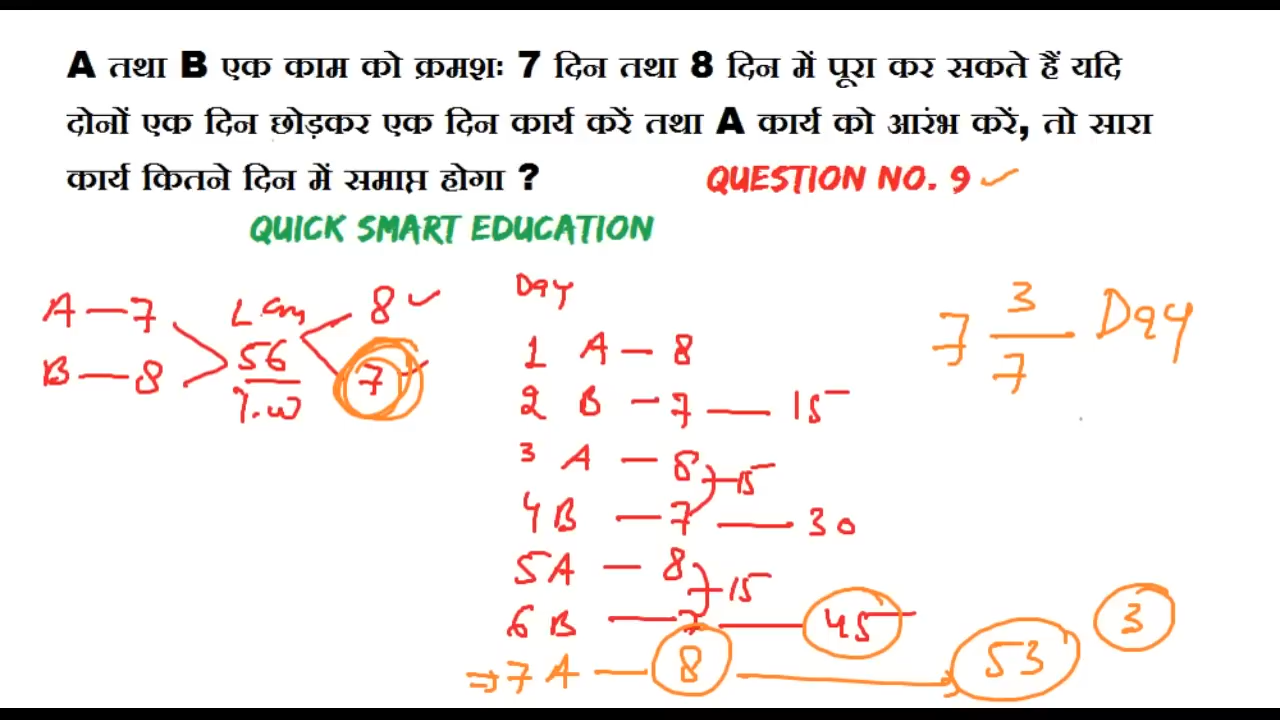 A तथा B एक काम को क्रमशः 7 दिन तथा 8 दिन में पूरा कर सकते हैं यदि
दोनों एक दिन छोड़कर एक दिन कार्य करें तथा A कार्य को आरंभ करें, तो सारा
कार्य कितने दिन में समाप्त होगा ?
QUESTION NO. 9
QUICK SMART EDUCATION
A — 7
B — 8
L cm
56
T.W
8
7
Day
1 A — 8
2 B — 7 — 15
3 A — 8
15
4 B — 7 — 30
5 A — 8
15
6 B — 7 — 45
⇒ 7 A — 8 → 53
3
7 3/7 Day